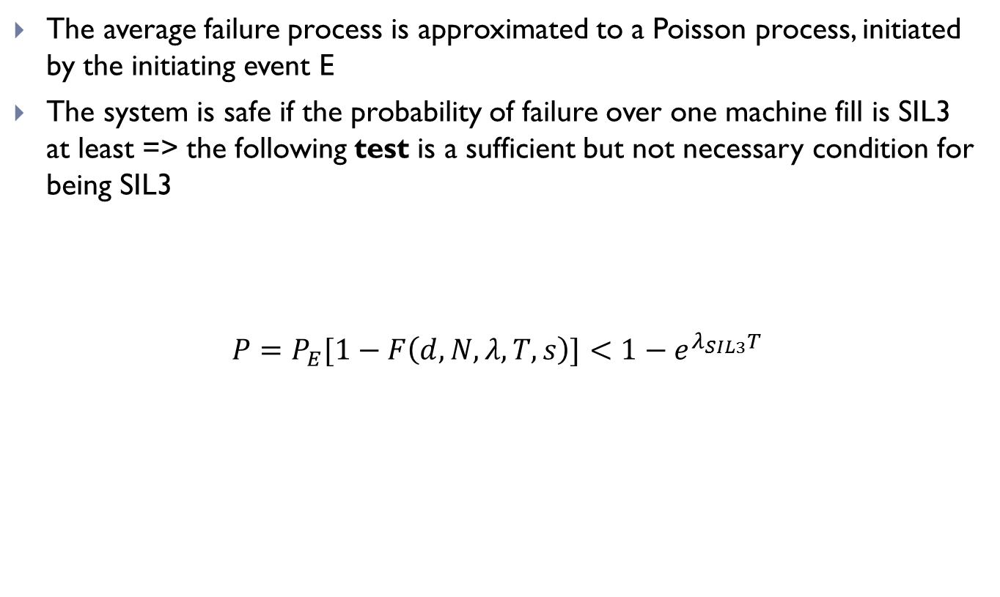 The average failure process is approximated to a Poisson process, initiated
by the initiating event E
The system is safe if the probability of failure over one machine fill is SIL3
at least => the following test is a sufficient but not necessary condition for
being SIL3
P = P_E[1 − F(d, N, λ, T, s)] < 1 − e^{λ_{SIL3}T}